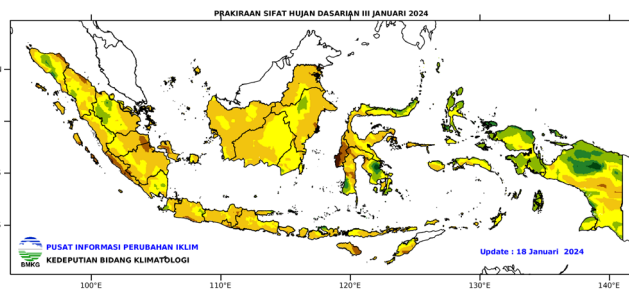 PRAKIRAAN SIFAT HUJAN DASARIAN III JANUARI 2024
PUSAT INFORMASI PERUBAHAN IKLIM
KEDEPUTIAN BIDANG KLIMATOLOGI
BMKG
Update : 18 Januari 2024
100°E 110°E 120°E 130°E 140°E